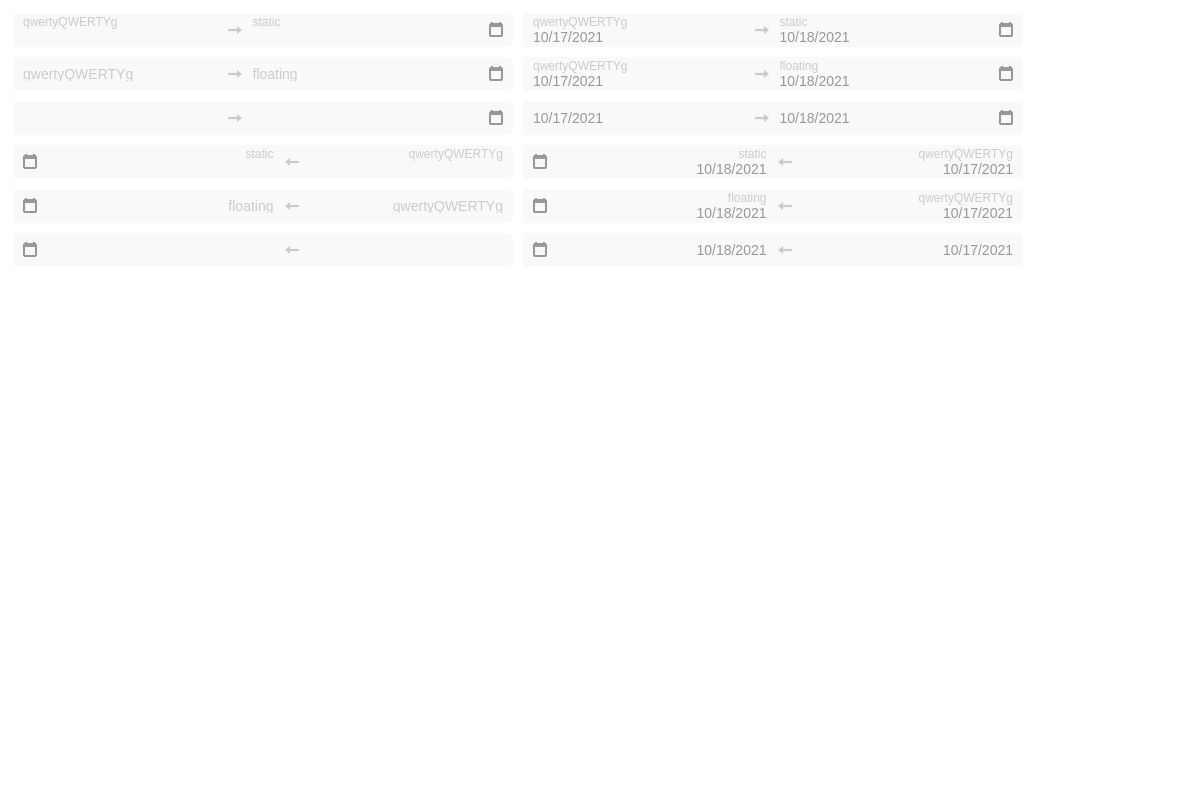 qwertyQWERTYg static qwertyQWERTYg static
10/17/2021 10/18/2021
qwertyQWERTYg floating qwertyQWERTYg floating
10/17/2021 10/18/2021
10/17/2021 10/18/2021
static qwertyQWERTYg static qwertyQWERTYg
10/18/2021 10/17/2021
floating qwertyQWERTYg floating qwertyQWERTYg
10/18/2021 10/17/2021
10/18/2021 10/17/2021